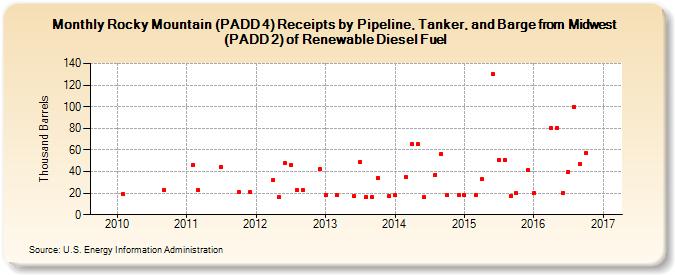 Monthly Rocky Mountain (PADD 4) Receipts by Pipeline, Tanker, and Barge from Midwest
(PADD 2) of Renewable Diesel Fuel
Thousand Barrels
140
120
100
80
60
40
20
0
2010 2011 2012 2013 2014 2015 2016 2017
Source: U.S. Energy Information Administration